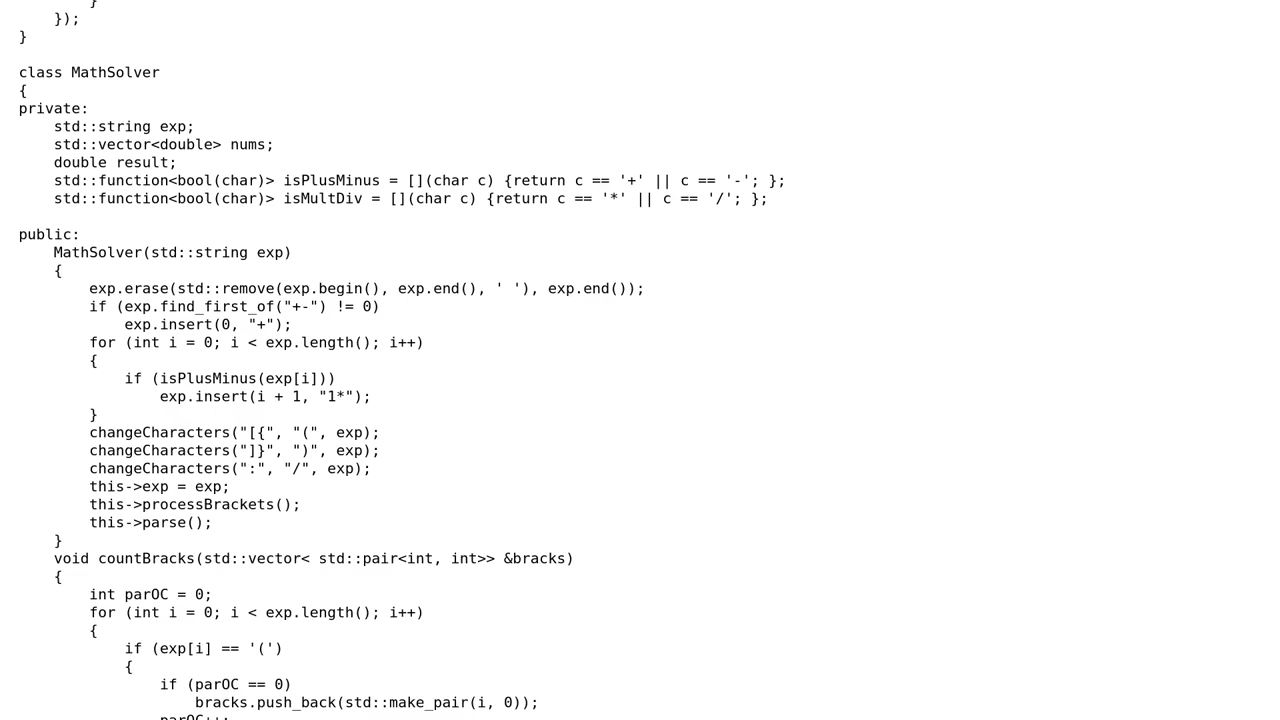 }
    });
}

class MathSolver
{
private:
    std::string exp;
    std::vector<double> nums;
    double result;
    std::function<bool(char)> isPlusMinus = [](char c) {return c == '+' || c == '-'; };
    std::function<bool(char)> isMultDiv = [](char c) {return c == '*' || c == '/'; };

public:
    MathSolver(std::string exp)
    {
        exp.erase(std::remove(exp.begin(), exp.end(), ' '), exp.end());
        if (exp.find_first_of("+-") != 0)
            exp.insert(0, "+");
        for (int i = 0; i < exp.length(); i++)
        {
            if (isPlusMinus(exp[i]))
                exp.insert(i + 1, "1*");
        }
        changeCharacters("[{", "(", exp);
        changeCharacters("]}", ")", exp);
        changeCharacters(":", "/", exp);
        this->exp = exp;
        this->processBrackets();
        this->parse();
    }
    void countBracks(std::vector< std::pair<int, int>> &bracks)
    {
        int parOC = 0;
        for (int i = 0; i < exp.length(); i++)
        {
            if (exp[i] == '(')
            {
                if (parOC == 0)
                    bracks.push_back(std::make_pair(i, 0));
                parOC++;